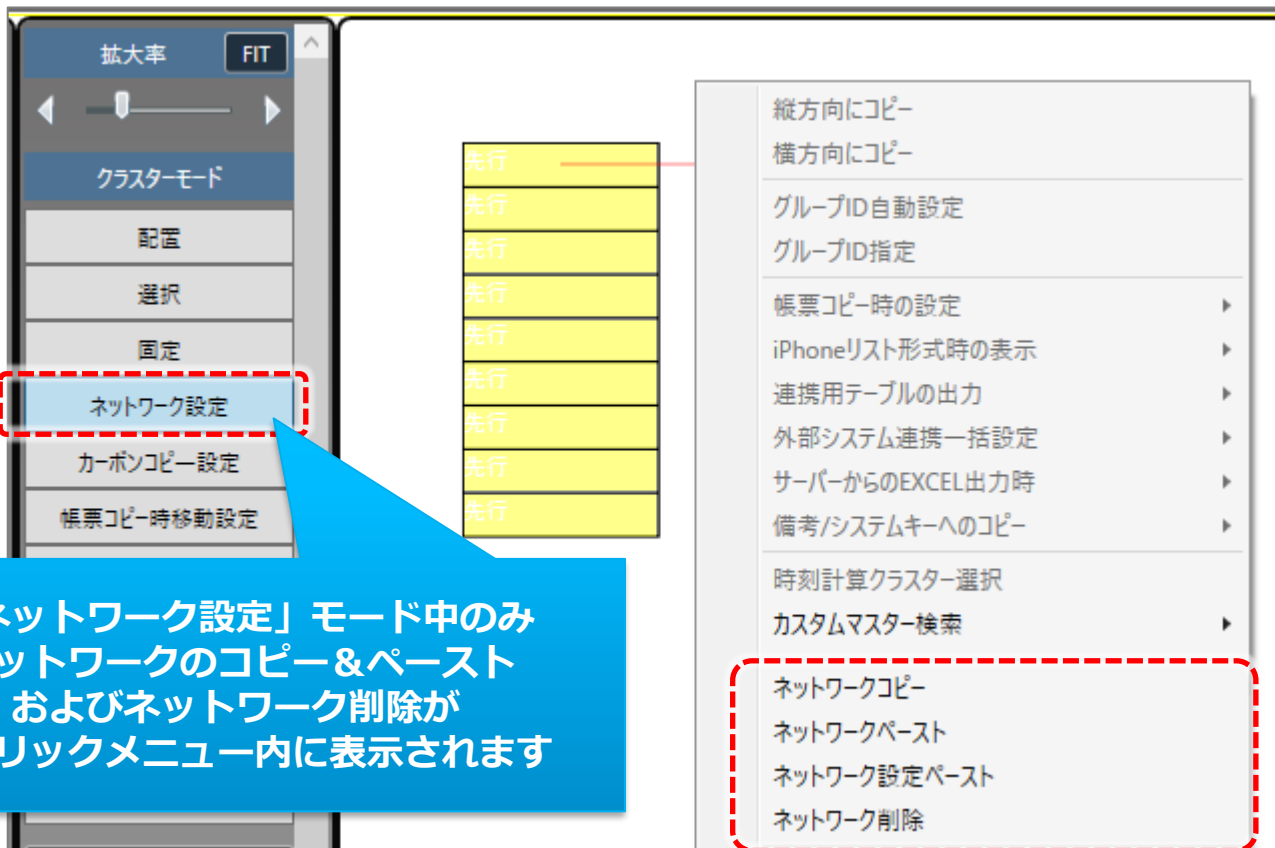 拡大率
FIT
クラスターモード
配置
選択
固定
ネットワーク設定
カーボンコピー設定
帳票コピー時移動設定
ネットワーク設定」モード中のみ
ットワークのコピー＆ペースト
およびネットワーク削除が
リックメニュー内に表示されます
先行
先行
先行
先行
先行
先行
先行
先行
先行
縦方向にコピー
横方向にコピー
グループID自動設定
グループID指定
帳票コピー時の設定
iPhoneリスト形式時の表示
連携用テーブルの出力
外部システム連携一括設定
サーバーからのEXCEL出力時
備考/システムキーへのコピー
時刻計算クラスター選択
カスタムマスター検索
ネットワークコピー
ネットワークペースト
ネットワーク設定ペースト
ネットワーク削除